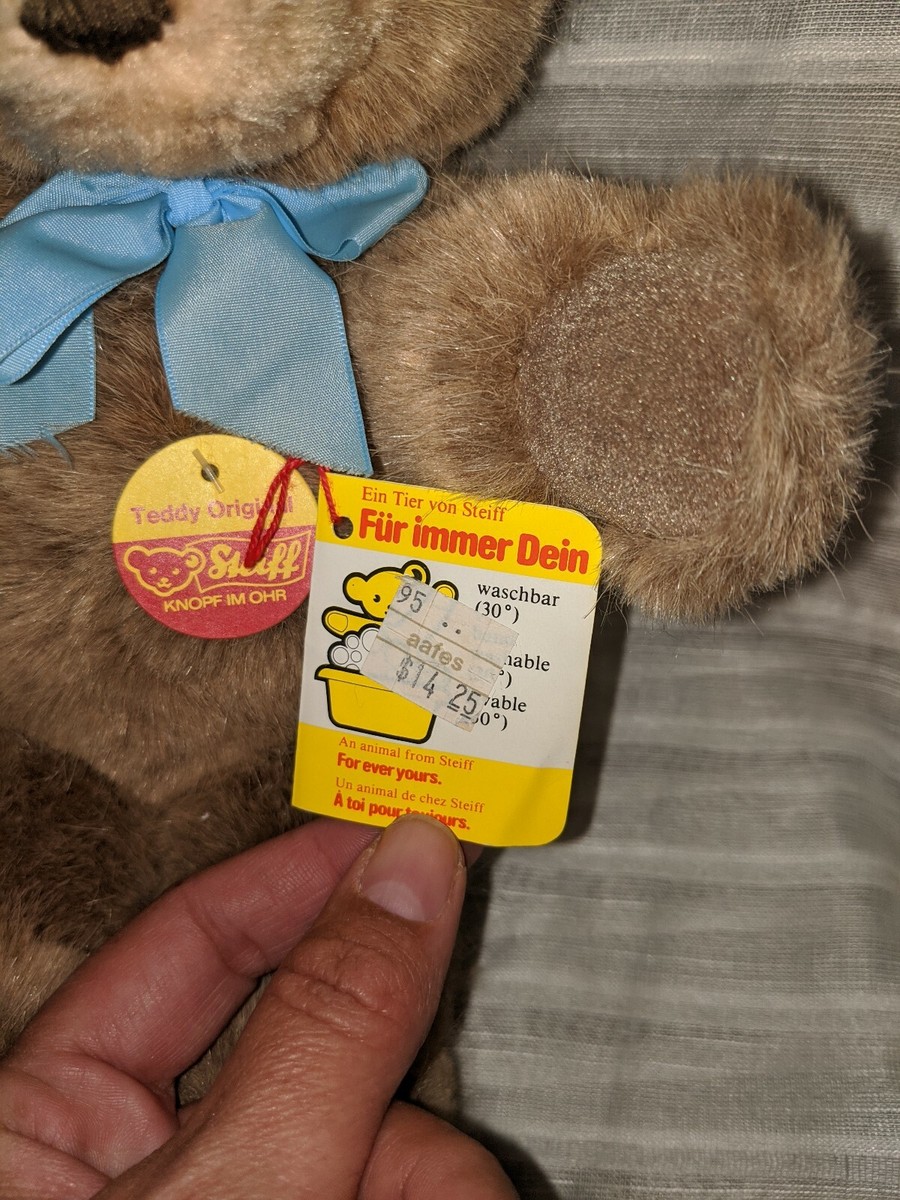 Teddy Original
Steiff
KNOPF IM OHR
Ein Tier von Steiff
Für immer Dein
waschbar
(30°)
95
aafes
$14 25
An animal from Steiff
For ever yours.
Un animal de chez Steiff
À toi pour toujours.